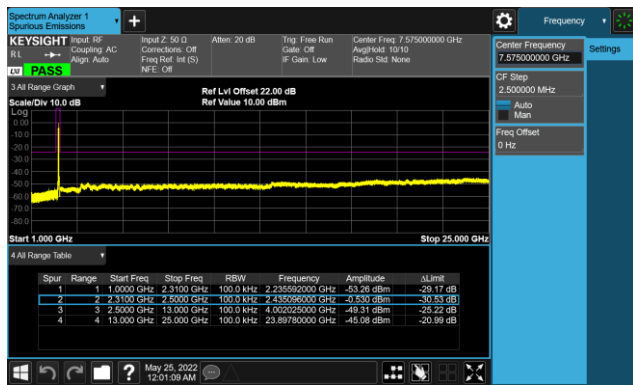 Spectrum Analyzer 1
Spurious Emissions
Frequency
KEYSIGHT
RL
LXI PASS
Input: RF
Coupling: AC
Align: Auto
Input Z: 50 Ω
Corrections: Off
Freq Ref: Int (S)
NFE: Off
Atten: 20 dB
Trig: Free Run
Gate: Off
IF Gain: Low
Center Freq: 7.575000000 GHz
Avg|Hold: 10/10
Radio Std: None
Center Frequency
7.575000000 GHz
Settings
CF Step
2.500000 MHz
Auto
Man
Freq Offset
0 Hz
3 All Range Graph
Scale/Div 10.0 dB
Ref Lvl Offset 22.00 dB
Ref Value 10.00 dBm
Log
0.00
-10.0
-20.0
-30.0
-40.0
-50.0
-60.0
-70.0
-80.0
Start 1.000 GHz
Stop 25.000 GHz
4 All Range Table
Spur Range Start Freq Stop Freq RBW Frequency Amplitude ΔLimit
1 1 1.0000 GHz 2.3100 GHz 100.0 kHz 2.235592000 GHz -53.26 dBm -29.17 dB
2 2 2.3100 GHz 2.5000 GHz 100.0 kHz 2.435096000 GHz -0.530 dBm -30.53 dB
3 3 2.5000 GHz 13.000 GHz 100.0 kHz 4.002025000 GHz -49.31 dBm -25.22 dB
4 4 13.000 GHz 25.000 GHz 100.0 kHz 23.89780000 GHz -45.08 dBm -20.99 dB
?
May 25, 2022
12:01:09 AM